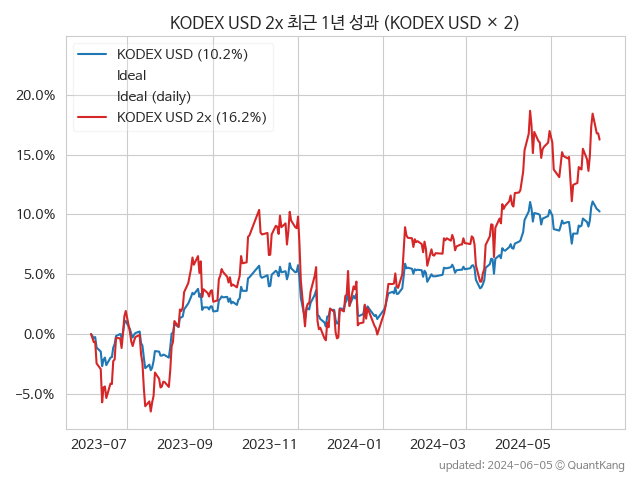 KODEX USD 2x 최근 1년 성과 (KODEX USD × 2)
KODEX USD (10.2%)
Ideal
Ideal (daily)
KODEX USD 2x (16.2%)
20.0%
15.0%
10.0%
5.0%
0.0%
−5.0%
2023-07
2023-09
2023-11
2024-01
2024-03
2024-05
updated: 2024-06-05 © QuantKang